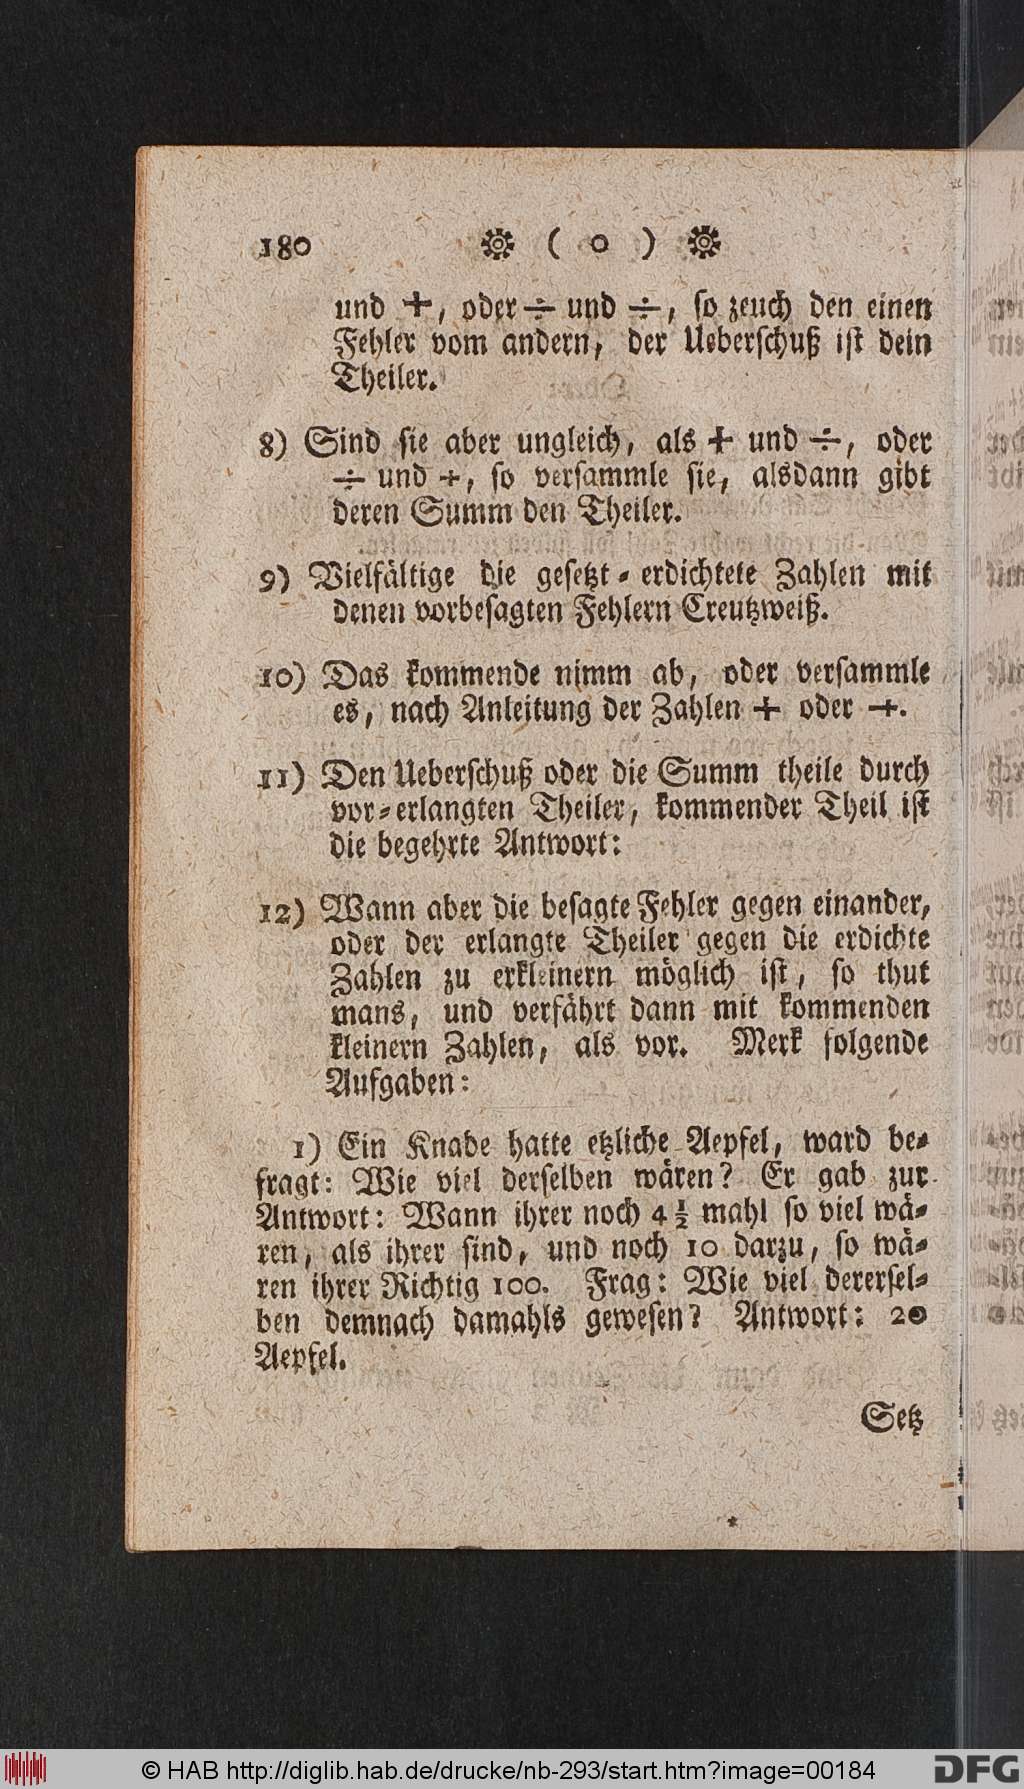 180 ( o )
und +, oder ÷ und ÷, so zeuch den einen
Fehler vom andern, der Ueberschuß ist dein
Theiler.
8) Sind sie aber ungleich, als + und ÷, oder
÷ und +, so versammle sie, alsdann gibt
deren Summ den Theiler.
9) Vielfältige die gesetzt-erdichtete Zahlen mit
denen vorbesagten Fehlern Creutzweiß.
10) Das kommende nimm ab, oder versammle
es, nach Anleitung der Zahlen + oder +.
11) Den Ueberschuß oder die Summ theile durch
vor-erlangten Theiler, kommender Theil ist
die begehrte Antwort:
12) Wann aber die besagte Fehler gegen einander,
oder der erlangte Theiler gegen die erdichte
Zahlen zu erkleinern möglich ist, so thut
mans, und verfährt dann mit kommenden
kleinern Zahlen, als vor. Merk folgende
Aufgaben:
1) Ein Knabe hatte etzliche Aepfel, ward be-
fragt: Wie viel derselben wären? Er gab zur
Antwort: Wann ihrer noch 4 1/2 mahl so viel wä-
ren, als ihrer sind, und noch 10 darzu, so wä-
ren ihrer Richtig 100. Frag: Wie viel derersel-
ben demnach damahls gewesen? Antwort: 20
Aepfel.
Setz
© HAB http://diglib.hab.de/drucke/nb-293/start.htm?image=00184 DFG